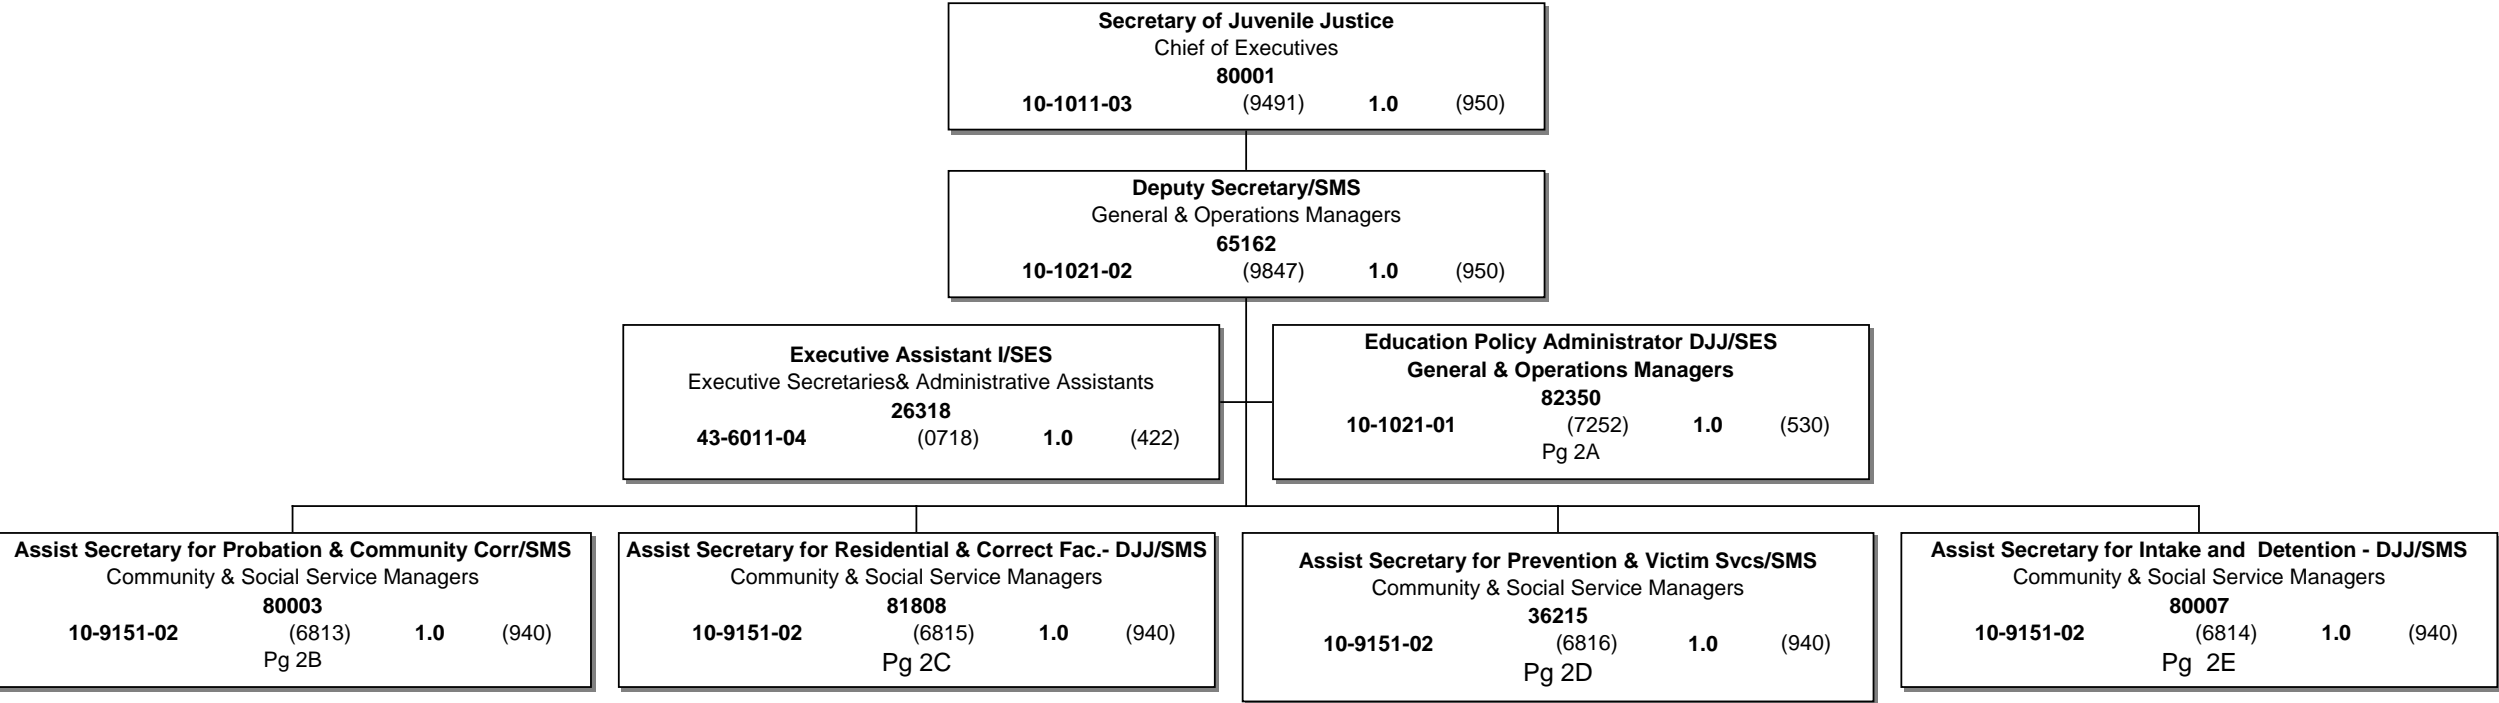 Secretary of Juvenile Justice
Chief of Executives
80001
10-1011-03 (9491) 1.0 (950)
Deputy Secretary/SMS
General & Operations Managers
65162
10-1021-02 (9847) 1.0 (950)
Executive Assistant I/SES
Executive Secretaries& Administrative Assistants
26318
43-6011-04 (0718) 1.0 (422)
Education Policy Administrator DJJ/SES
General & Operations Managers
82350
10-1021-01 (7252) 1.0 (530)
Pg 2A
Assist Secretary for Probation & Community Corr/SMS
Community & Social Service Managers
80003
10-9151-02 (6813) 1.0 (940)
Pg 2B
Assist Secretary for Residential & Correct Fac.- DJJ/SMS
Community & Social Service Managers
81808
10-9151-02 (6815) 1.0 (940)
Pg 2C
Assist Secretary for Prevention & Victim Svcs/SMS
Community & Social Service Managers
36215
10-9151-02 (6816) 1.0 (940)
Pg 2D
Assist Secretary for Intake and Detention - DJJ/SMS
Community & Social Service Managers
80007
10-9151-02 (6814) 1.0 (940)
Pg 2E